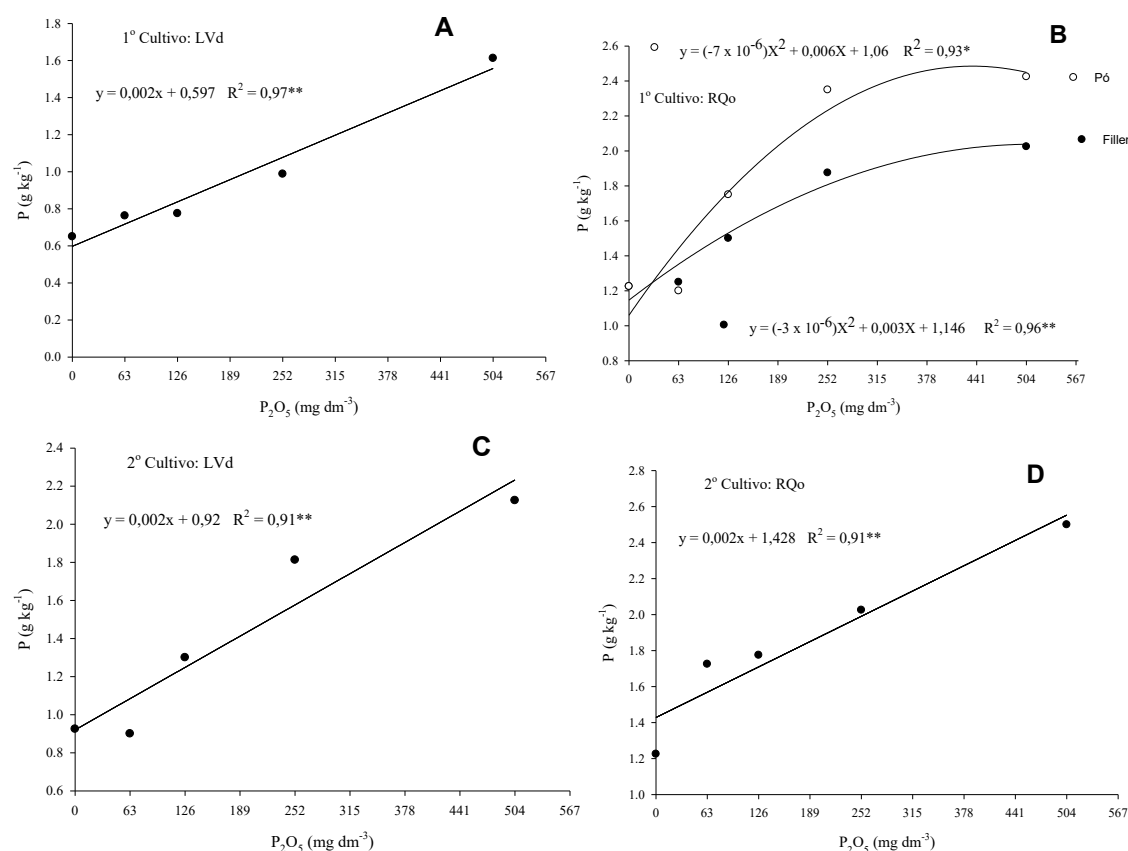 A
1º Cultivo: LVd
y = 0,002x + 0,597 R² = 0,97**
P (g kg⁻¹)
1.8
1.6
1.4
1.2
1.0
0.8
0.6
0.4
0.2
0.0
0 63 126 189 252 315 378 441 504 567
P₂O₅ (mg dm⁻³)
B
y = (-7 x 10⁻⁶)X² + 0,006X + 1,06 R² = 0,93*
1º Cultivo: RQo
Pó
Filler
y = (-3 x 10⁻⁶)X² + 0,003X + 1,146 R² = 0,96**
P (g kg⁻¹)
2.6
2.4
2.2
2.0
1.8
1.6
1.4
1.2
1.0
0.8
0 63 126 252 315 378 441 504 567
P₂O₅ (mg dm⁻³)
C
2º Cultivo: LVd
y = 0,002x + 0,92 R² = 0,91**
P (g kg⁻¹)
2.4
2.2
2.0
1.8
1.6
1.4
1.2
1.0
0.8
0.6
0 63 126 189 252 315 378 441 504 567
P₂O₅ (mg dm⁻³)
D
2º Cultivo: RQo
y = 0,002x + 1,428 R² = 0,91**
P (g kg⁻¹)
2.8
2.6
2.4
2.2
2.0
1.8
1.6
1.4
1.2
1.0
0 63 126 189 252 315 378 441 504 567
P₂O₅ (mg dm⁻³)